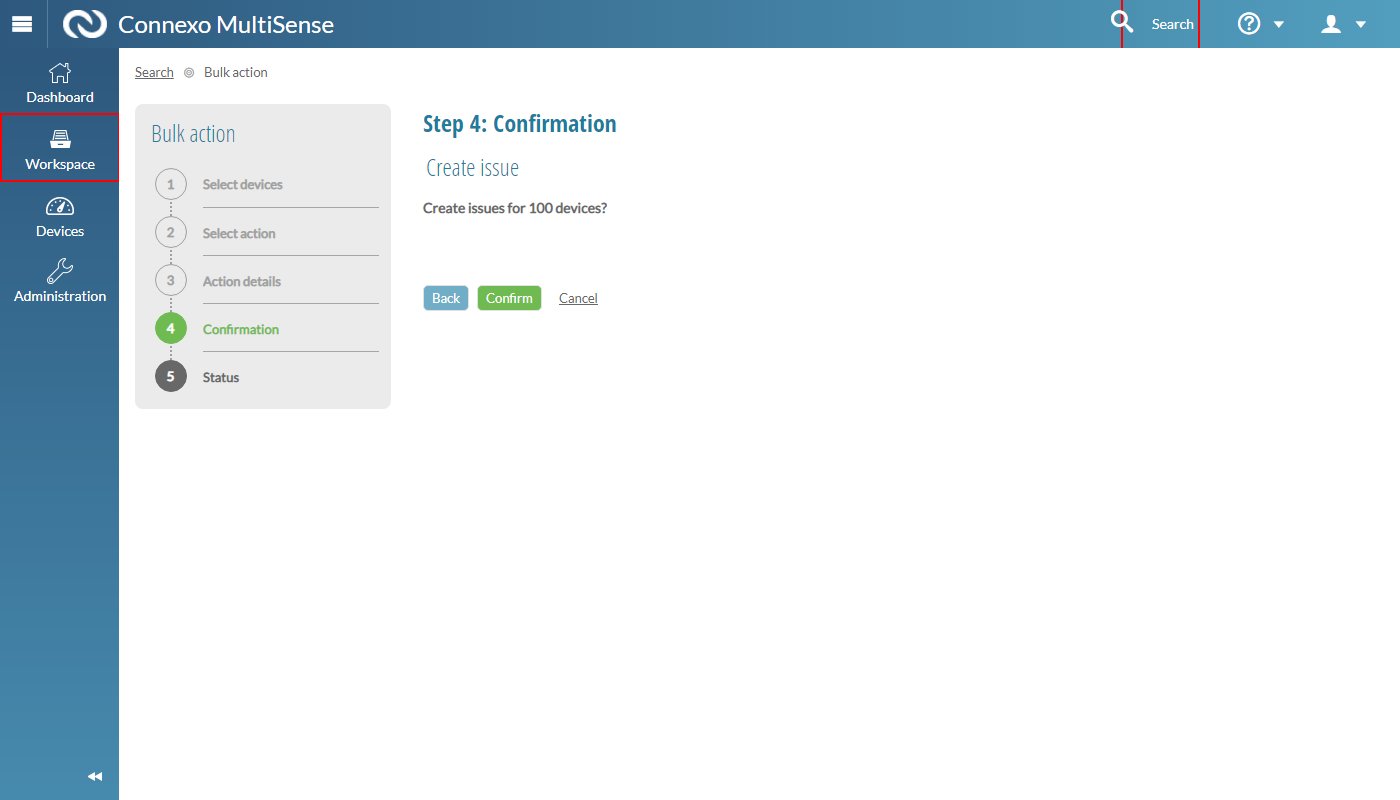 Connexo MultiSense
Search
Dashboard
Workspace
Devices
Administration
Search
Bulk action
Bulk action
1 Select devices
2 Select action
3 Action details
4 Confirmation
5 Status
Step 4: Confirmation
Create issue
Create issues for 100 devices?
Back Confirm Cancel